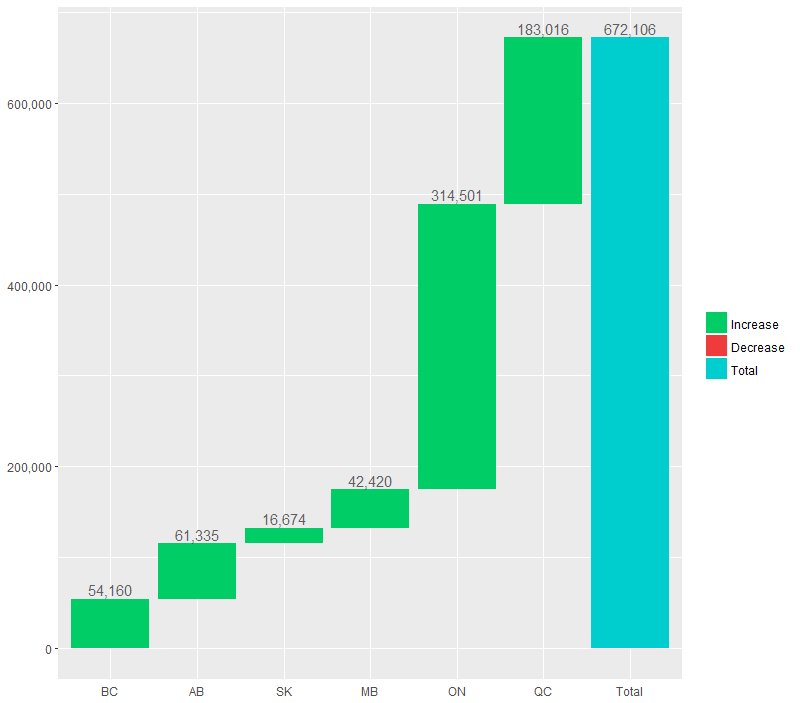 183,016
672,106
600,000
314,501
400,000
Increase
Decrease
Total
200,000
42,420
16,674
61,335
54,160
0
BC AB SK MB ON QC Total